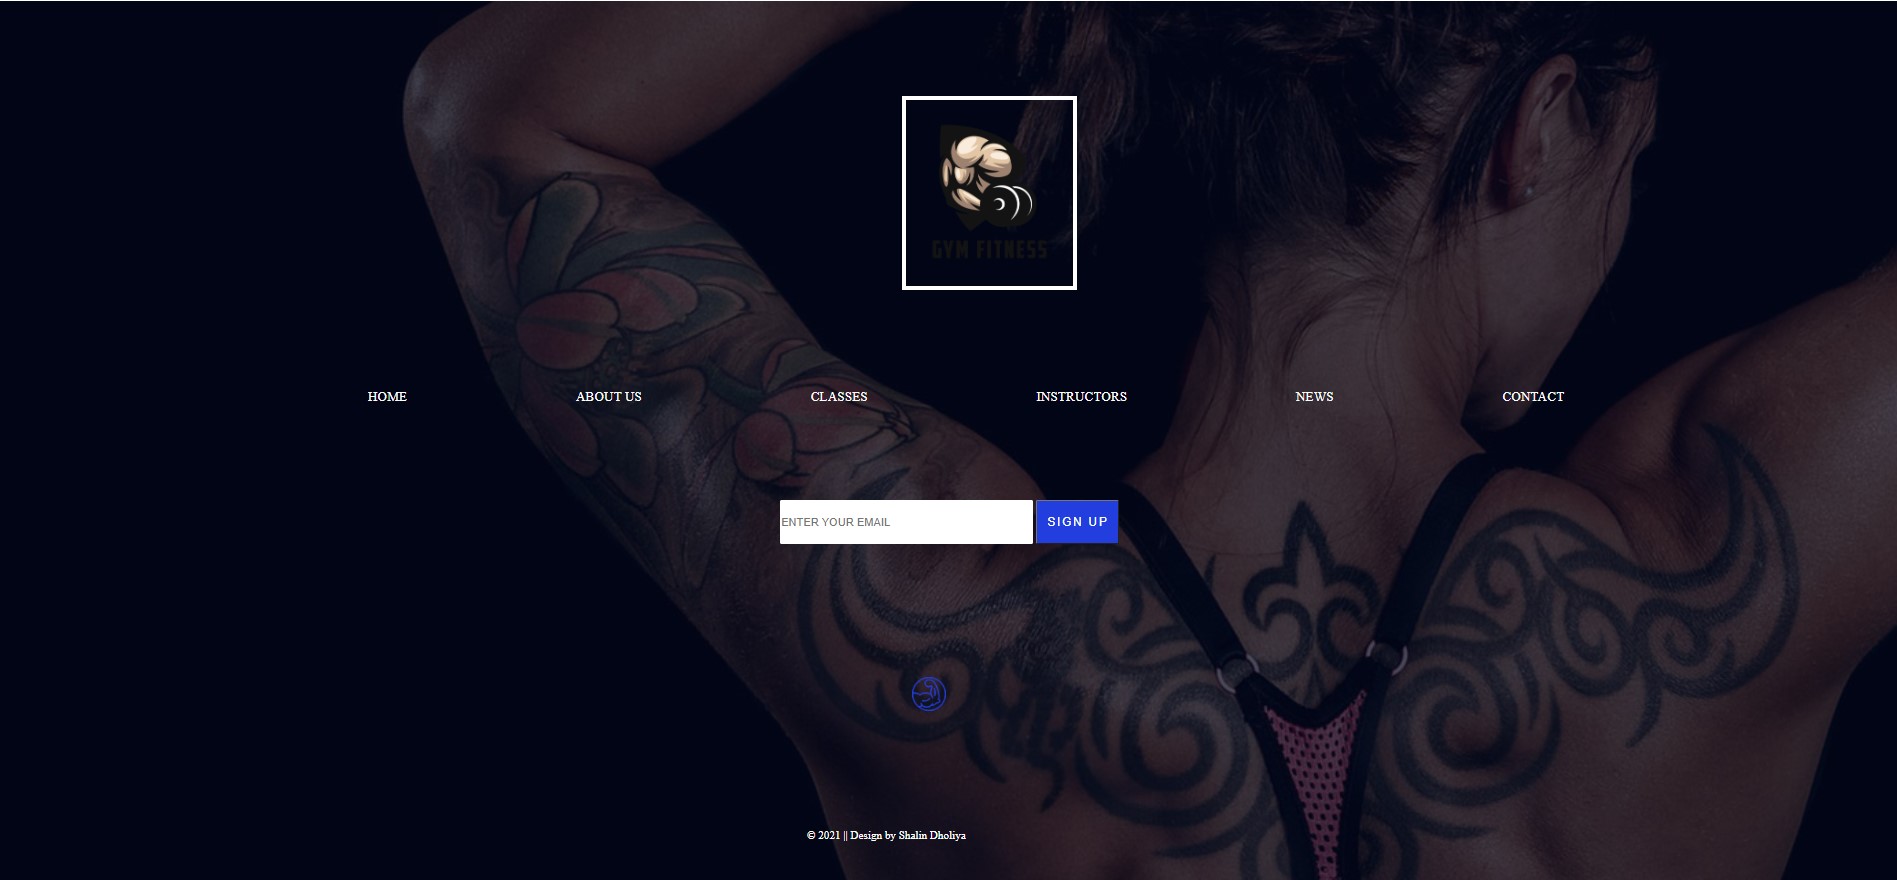 GYM FITNESS
HOME ABOUT US CLASSES INSTRUCTORS NEWS CONTACT
ENTER YOUR EMAIL SIGN UP
© 2021 || Design by Shalin Dholiya